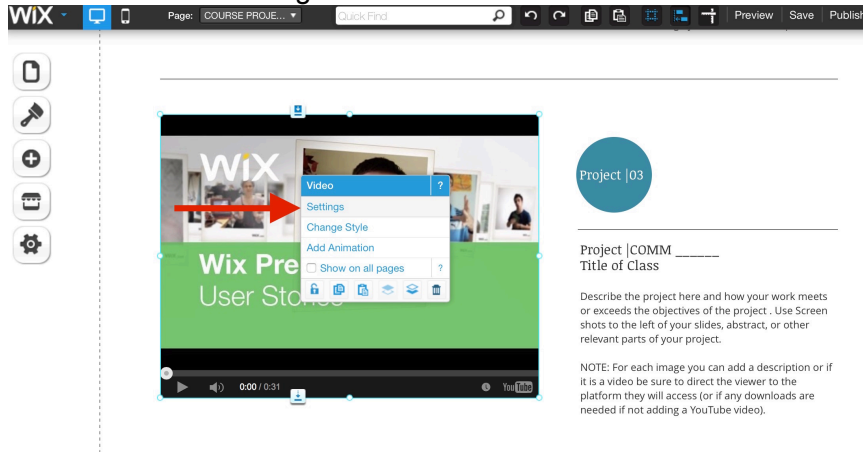 WiX
Page: COURSE PROJE... ▼
Quick Find
Preview
Save
Publish
WiX
Video ?
Settings
Change Style
Add Animation
Show on all pages ?
Wix Pre
User Sto
0:00 / 0:31
YouTube
Project |03
Project |COMM ______
Title of Class
Describe the project here and how your work meets
or exceeds the objectives of the project . Use Screen
shots to the left of your slides, abstract, or other
relevant parts of your project.
NOTE: For each image you can add a description or if
it is a video be sure to direct the viewer to the
platform they will access (or if any downloads are
needed if not adding a YouTube video).